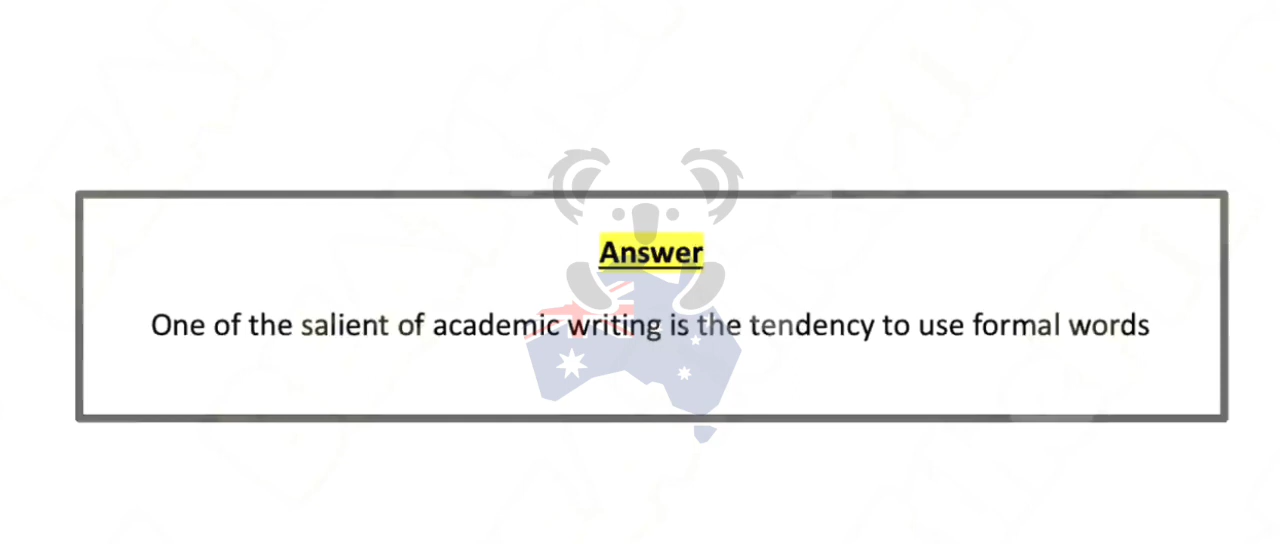 Answer
One of the salient of academic writing is the tendency to use formal words